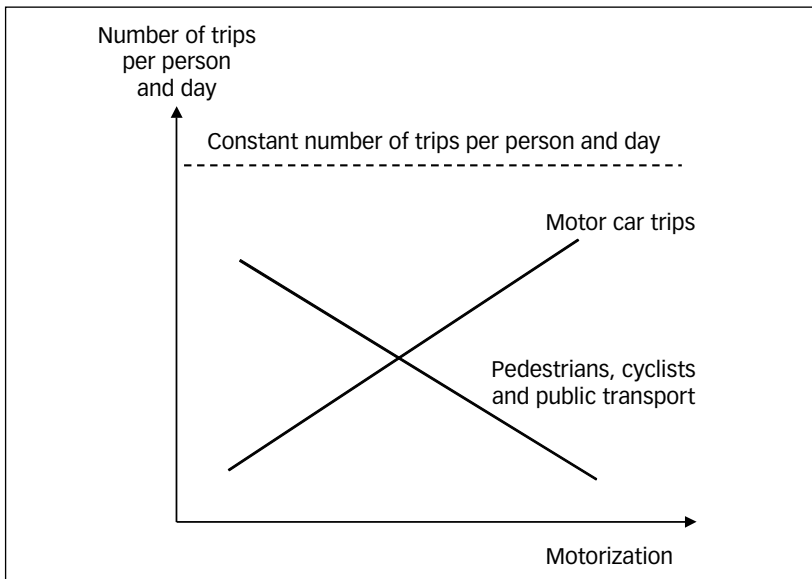 Number of trips
per person
and day
Constant number of trips per person and day
Motor car trips
Pedestrians, cyclists
and public transport
Motorization